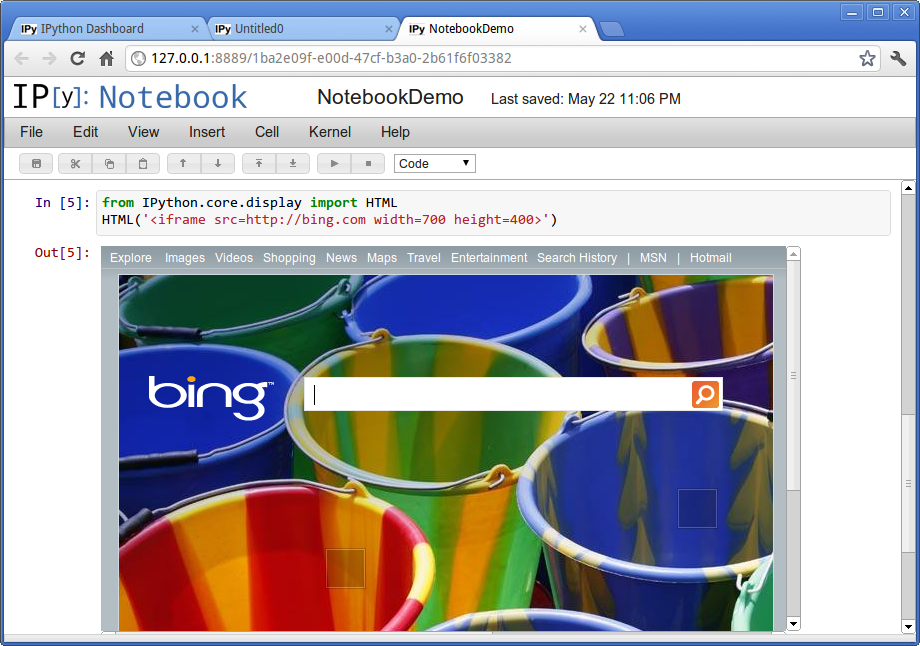 IPy IPython Dashboard
IPy Untitled0
IPy NotebookDemo
127.0.0.1:8889/1ba2e09f-e00d-47cf-b3a0-2b61f6f03382
IP[y]: Notebook NotebookDemo Last saved: May 22 11:06 PM
File Edit View Insert Cell Kernel Help
Code
In [5]: from IPython.core.display import HTML
HTML('<iframe src=http://bing.com width=700 height=400>')
Out[5]:
Explore Images Videos Shopping News Maps Travel Entertainment Search History | MSN | Hotmail
bing™